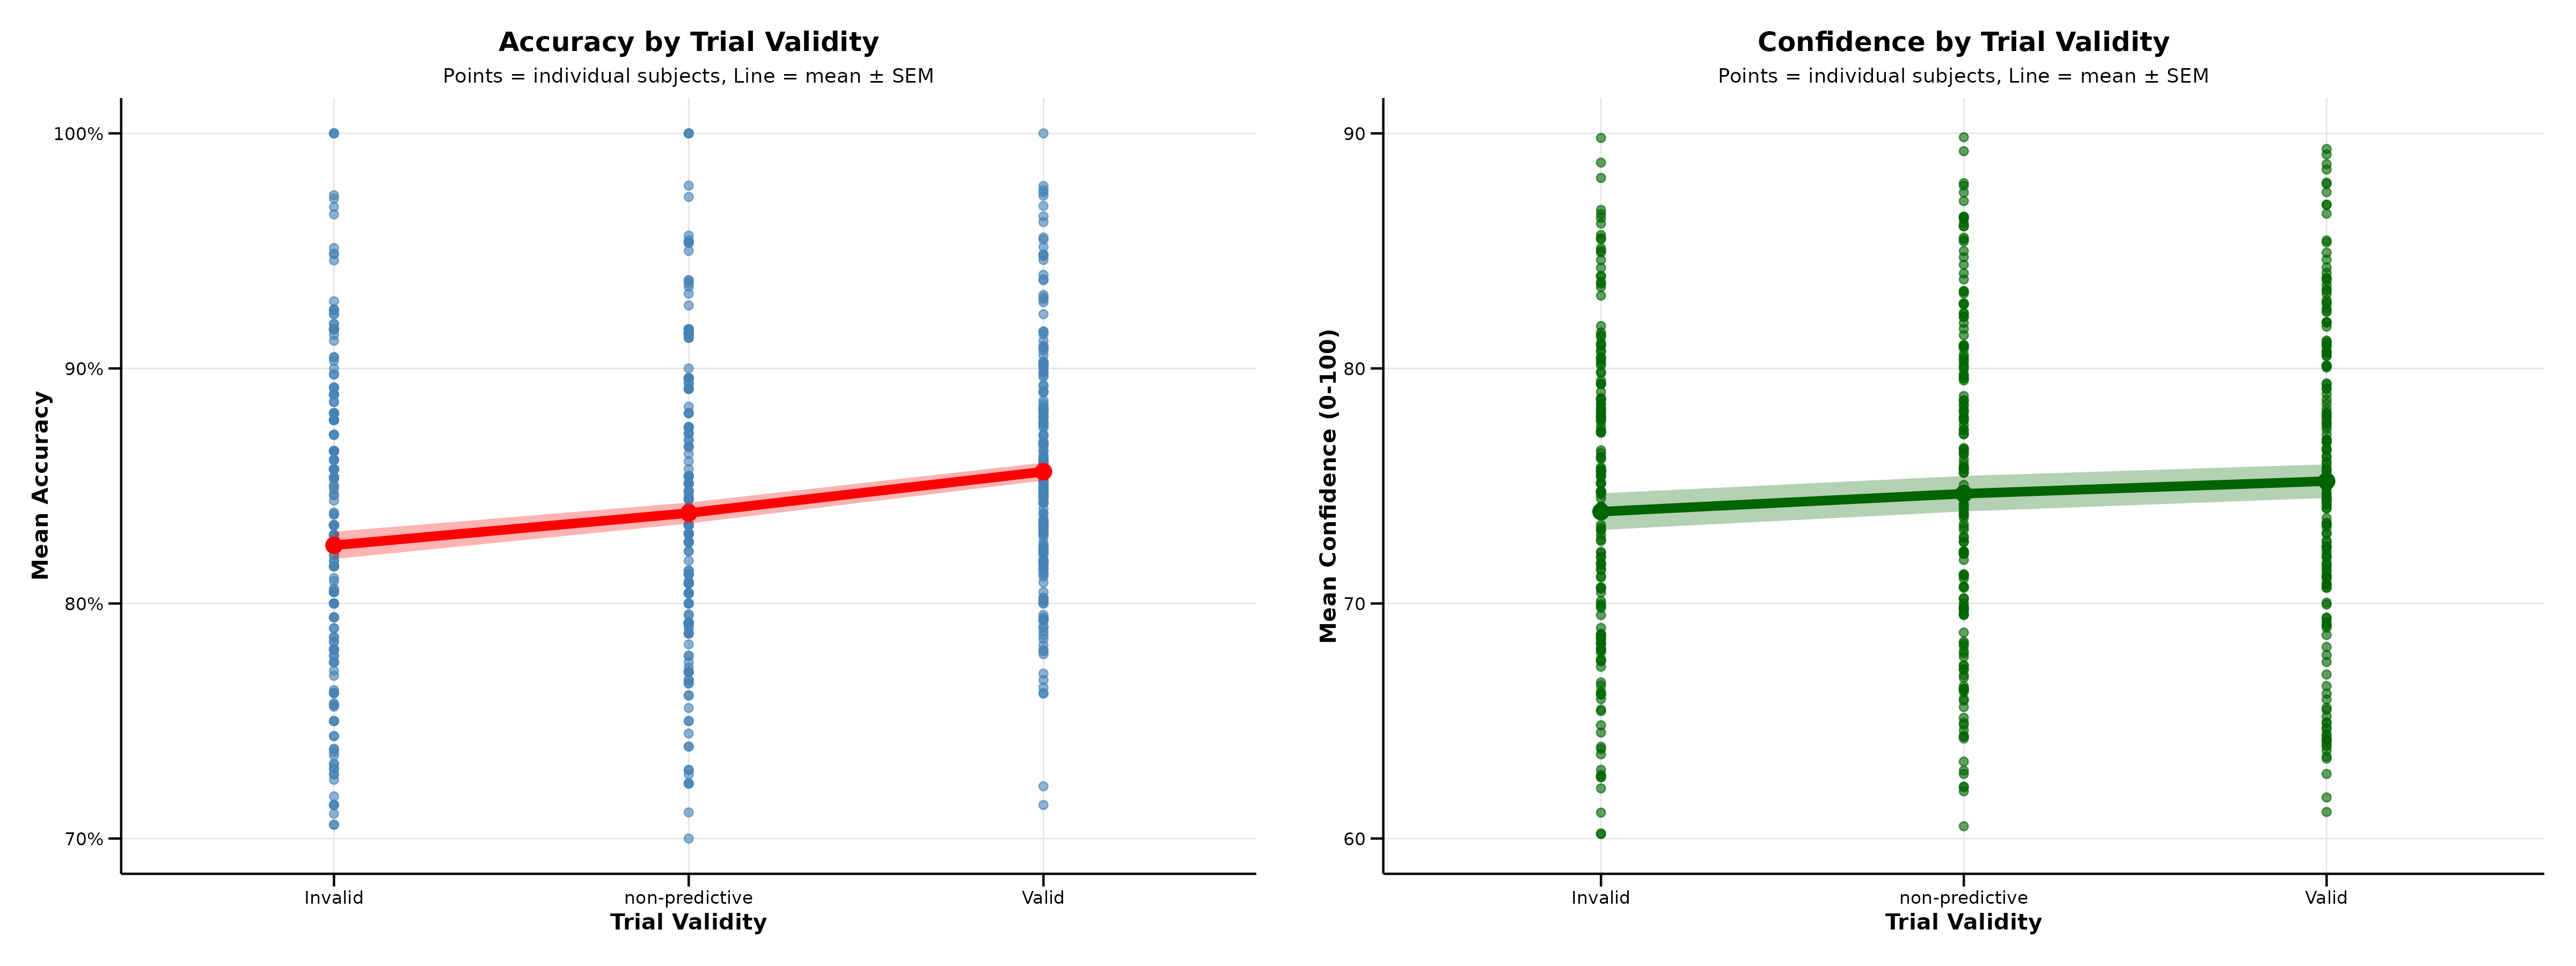 Accuracy by Trial Validity
Points = individual subjects, Line = mean ± SEM
Mean Accuracy
100%
90%
80%
70%
Invalid
non-predictive
Valid
Trial Validity
Confidence by Trial Validity
Points = individual subjects, Line = mean ± SEM
Mean Confidence (0-100)
90
80
70
60
Invalid
non-predictive
Valid
Trial Validity